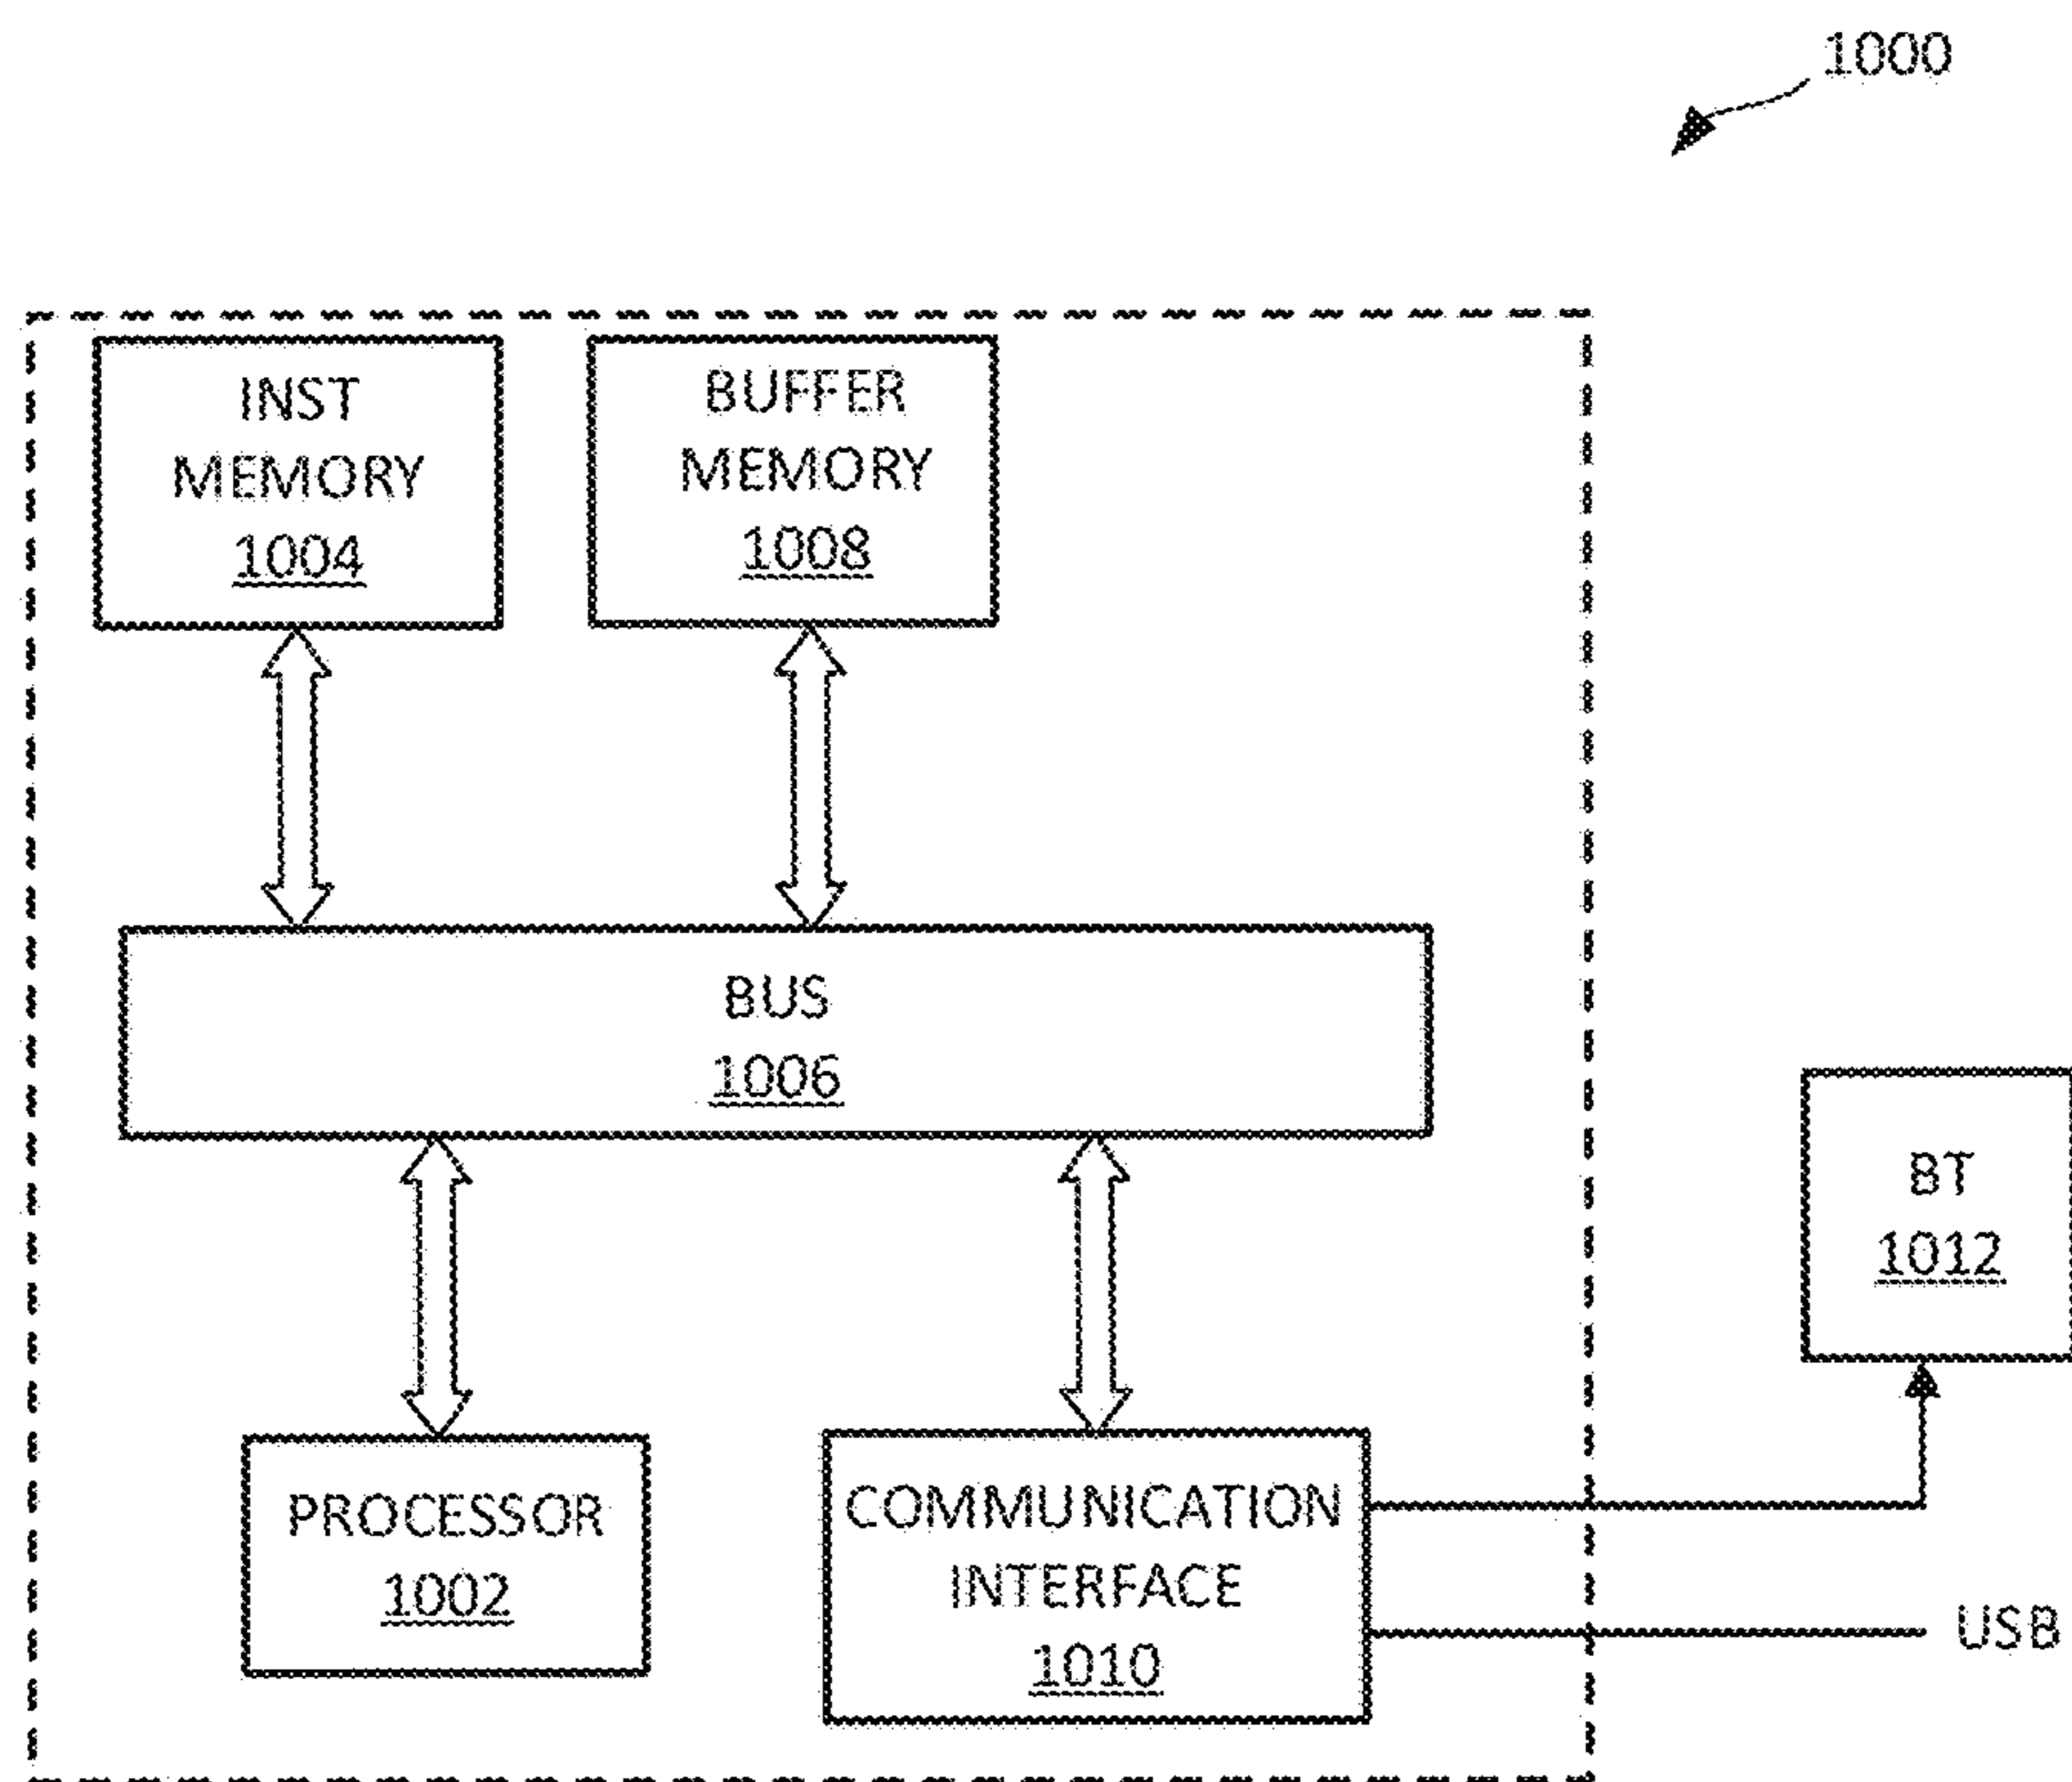 1000
INST
MEMORY
1004
BUFFER
MEMORY
1008
BUS
1006
BT
1012
PROCESSOR
1002
COMMUNICATION
INTERFACE
1010
USB